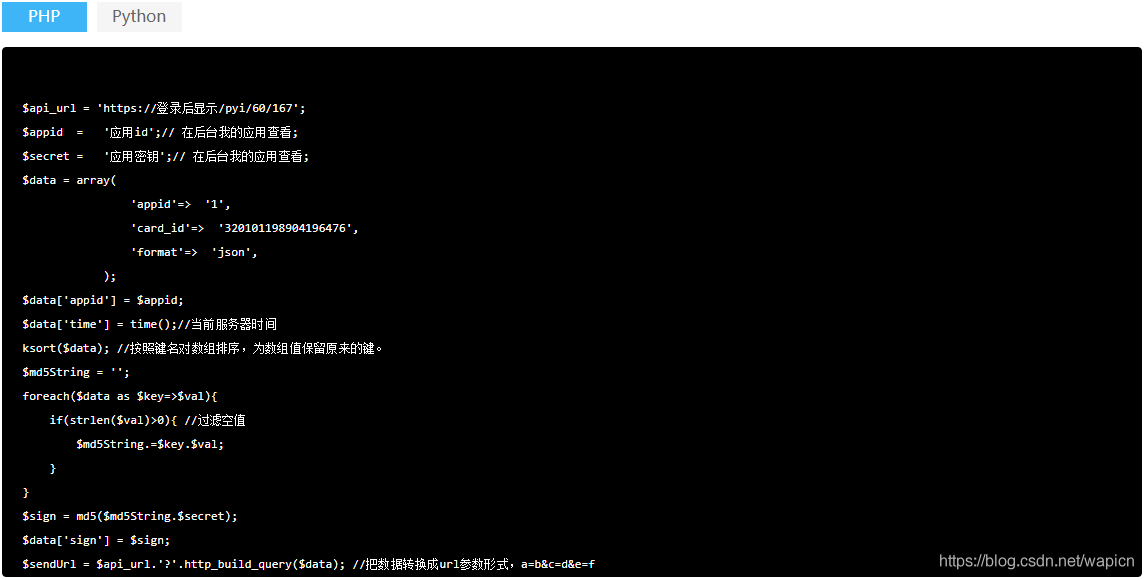 PHP Python
$api_url = 'https://登录后显示/pyi/60/167';
$appid  =   '应用id';// 在后台我的应用查看;
$secret =   '应用密钥';// 在后台我的应用查看;
$data = array(
                'appid'=>  '1',
                'card_id'=>  '320101198904196476',
                'format'=>  'json',
            );
$data['appid'] = $appid;
$data['time'] = time();//当前服务器时间
ksort($data); //按照键名对数组排序，为数组值保留原来的键。
$md5String = '';
foreach($data as $key=>$val){
    if(strlen($val)>0){ //过滤空值
        $md5String.=$key.$val;
    }
}
$sign = md5($md5String.$secret);
$data['sign'] = $sign;
$sendUrl = $api_url.'?'.http_build_query($data); //把数据转换成url参数形式，a=b&c=d&e=f
https://blog.csdn.net/wapicn